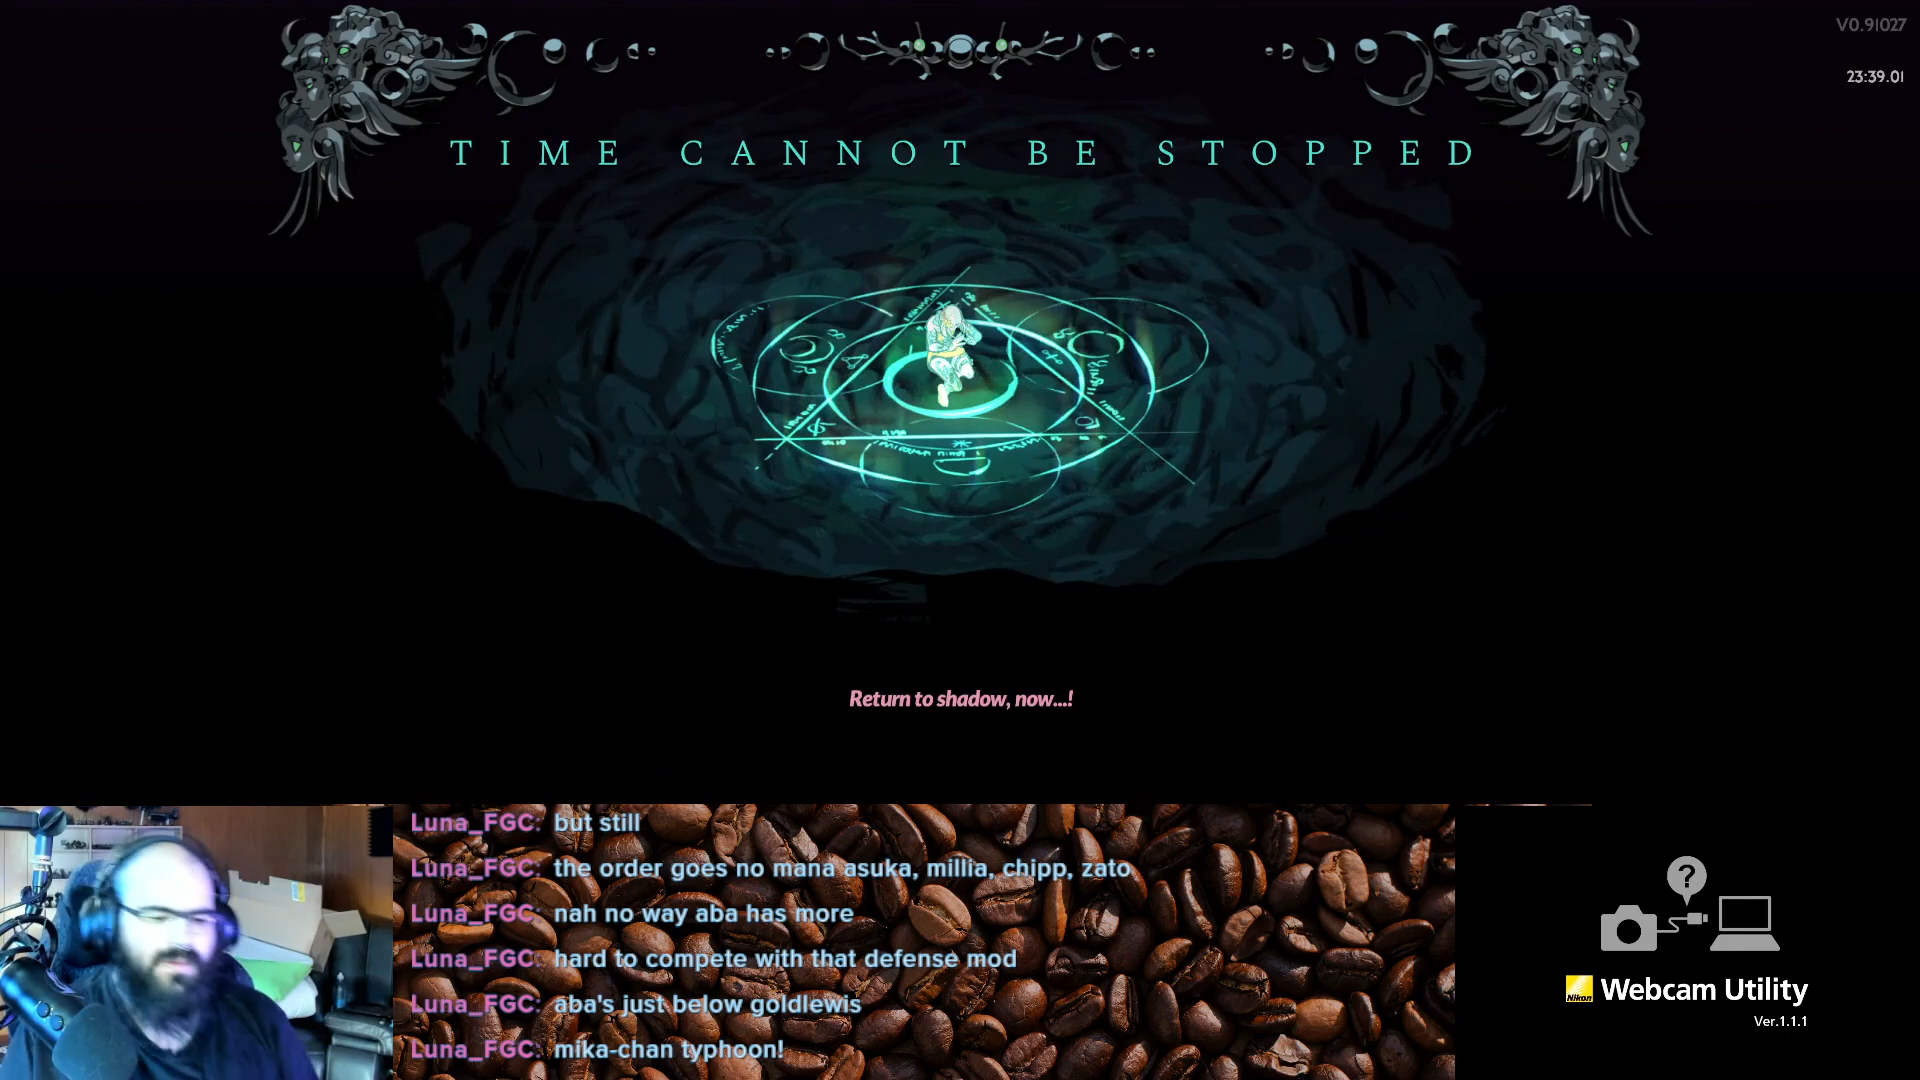 V0.91027
23:39.01
TIME CANNOT BE STOPPED
Return to shadow, now...!
Luna_FGC: but still
Luna_FGC: the order goes no mana asuka, millia, chipp, zato
Luna_FGC: nah no way aba has more
Luna_FGC: hard to compete with that defense mod
Luna_FGC: aba's just below goldlewis
Luna_FGC: mika-chan typhoon!
?
Nikon Webcam Utility
Ver.1.1.1